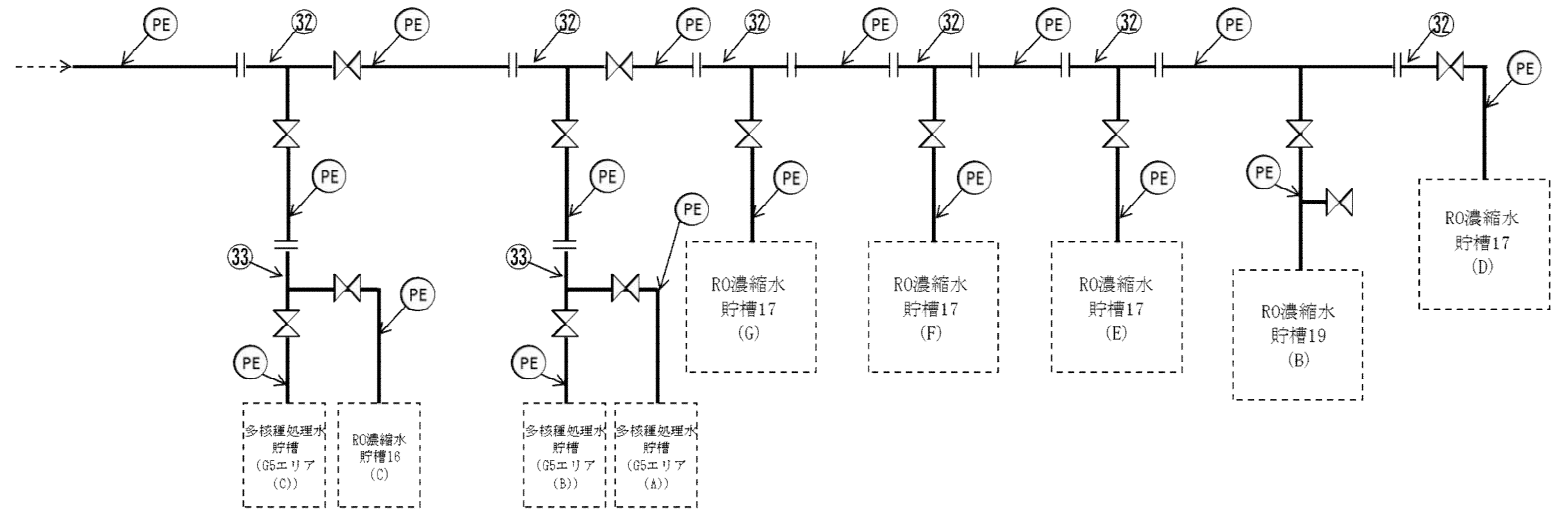 PE
㉜
PE
㉜
PE
㉜
PE
㉜
PE
㉜
PE
㉜
PE
PE
PE
PE
PE
PE
PE
PE
㉝
PE
㉝
PE
PE
RO濃縮水
貯槽17
(G)
RO濃縮水
貯槽17
(F)
RO濃縮水
貯槽17
(E)
RO濃縮水
貯槽19
(B)
RO濃縮水
貯槽17
(D)
多核種処理水
貯槽
(G5エリア
(C))
RO濃縮水
貯槽16
(C)
多核種処理水
貯槽
(G5エリア
(B))
多核種処理水
貯槽
(G5エリア
(A))